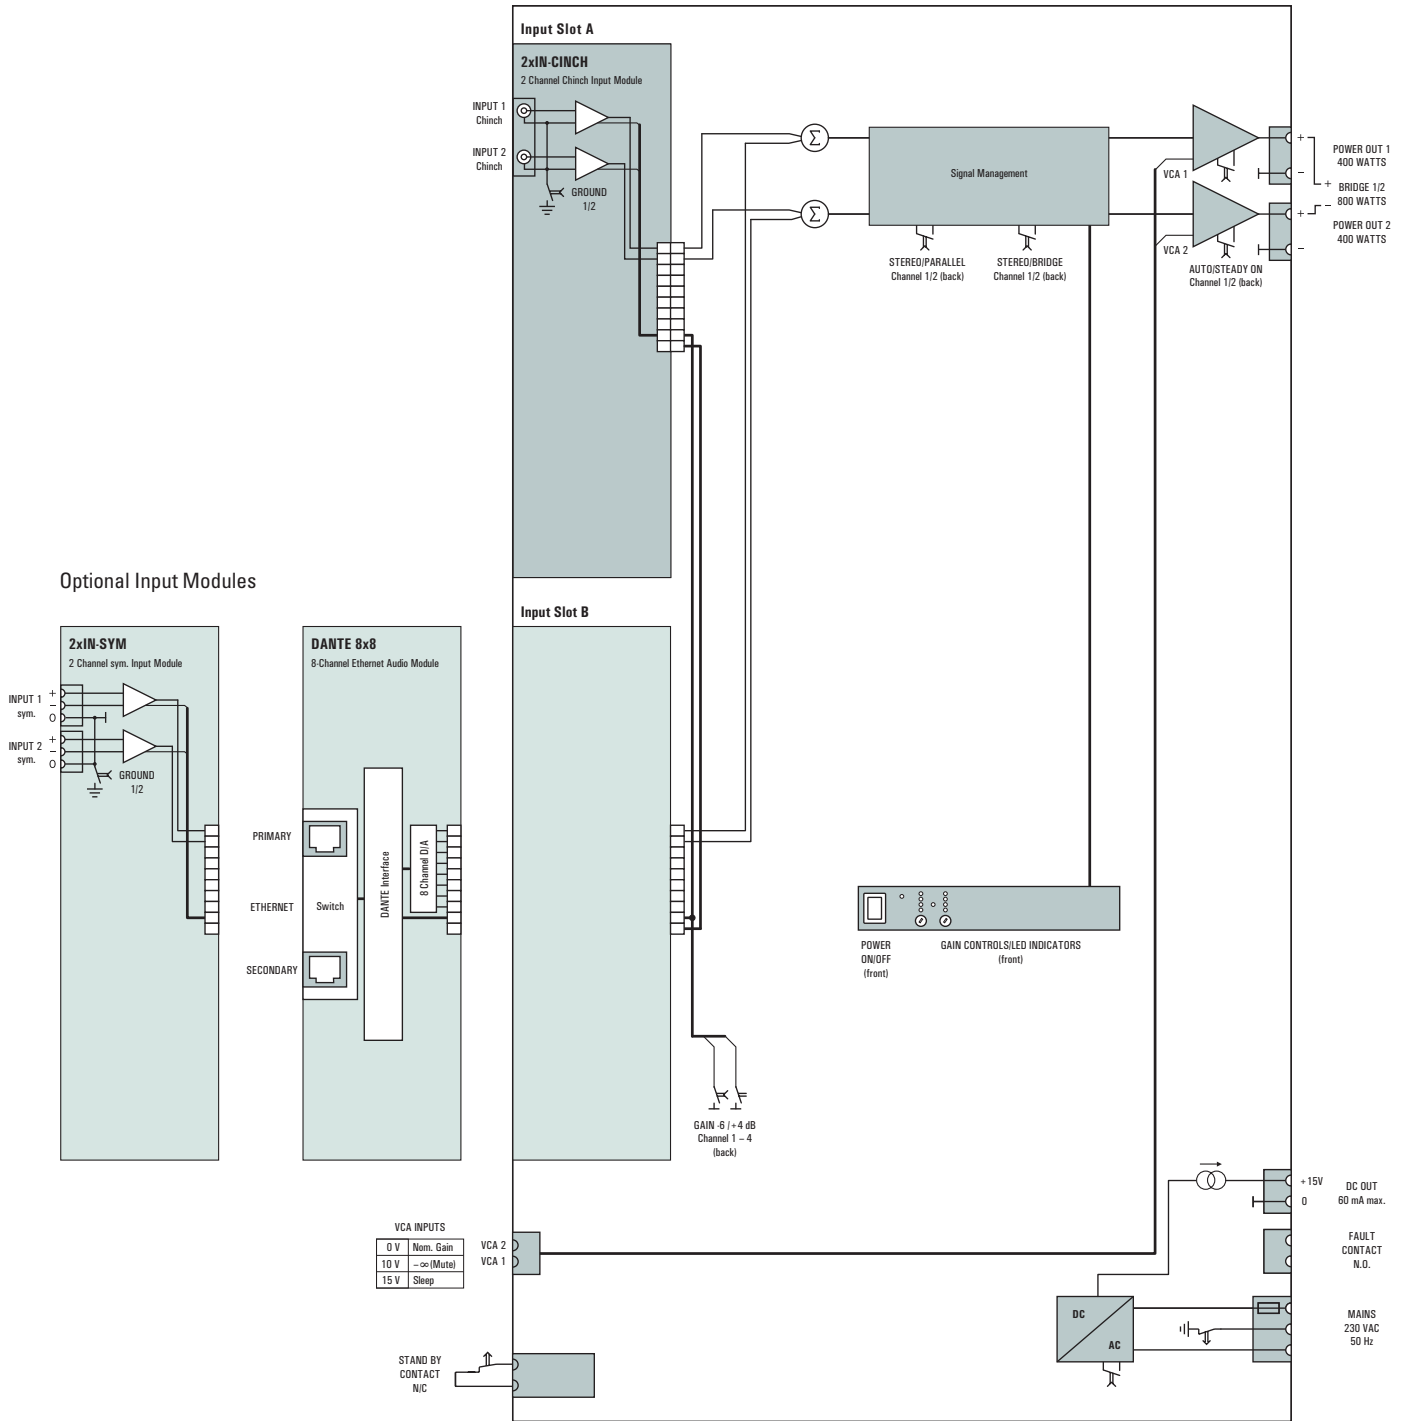 Input Slot A
2xIN-CINCH
2 Channel Chinch Input Module
INPUT 1
Chinch
INPUT 2
Chinch
GROUND
1/2
Σ
Σ
Signal Management
STEREO/PARALLEL
Channel 1/2 (back)
STEREO/BRIDGE
Channel 1/2 (back)
VCA 1
VCA 2
AUTO/STEADY ON
Channel 1/2 (back)
+
−
+
−
POWER OUT 1
400 WATTS
+ BRIDGE 1/2
− 800 WATTS
POWER OUT 2
400 WATTS
Optional Input Modules
2xIN-SYM
2 Channel sym. Input Module
INPUT 1
sym.
+
−
0
INPUT 2
sym.
+
−
0
GROUND
1/2
DANTE 8x8
8-Channel Ethernet Audio Module
PRIMARY
ETHERNET
SECONDARY
Switch
DANTE Interface
8 Channel D/A
Input Slot B
POWER
ON/OFF
(front)
GAIN CONTROLS/LED INDICATORS
(front)
GAIN -6 /+4 dB
Channel 1 – 4
(back)
VCA INPUTS
0 V Nom. Gain
10 V −∞(Mute)
15 V Sleep
VCA 2
VCA 1
STAND BY
CONTACT
N/C
+15V
0
DC OUT
60 mA max.
FAULT
CONTACT
N.O.
DC
AC
MAINS
230 VAC
50 Hz